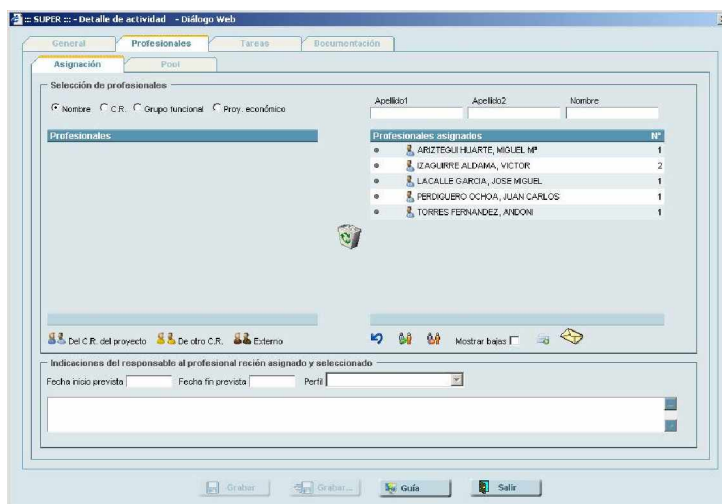 ::: SUPER ::: - Detalle de actividad - Diálogo Web
General Profesionales Tareas Documentación
Asignación Pool
Selección de profesionales
Nombre C.R. Grupo funcional Proy. económico
Apellido1 Apellido2 Nombre
Profesionales
Profesionales asignados Nº
ARIZTEGUI HUARTE, MIGUEL Mª 1
IZAGUIRRE ALDAMA, VICTOR 2
LACALLE GARCIA, JOSE MIGUEL 1
PERDIGUERO OCHOA, JUAN CARLOS 1
TORRES FERNANDEZ, ANDONI 1
Del C.R. del proyecto De otro C.R. Externo
Mostrar bajas
Indicaciones del responsable al profesional reción asignado y seleccionado
Fecha inicio prevista Fecha fin prevista Perfil
Grabar Grabar... Guía Salir